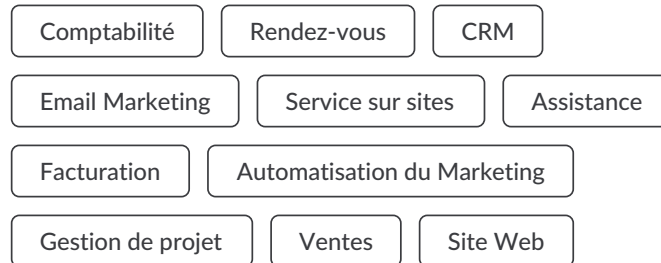 Comptabilité Rendez-vous CRM
Email Marketing Service sur sites Assistance
Facturation Automatisation du Marketing
Gestion de projet Ventes Site Web